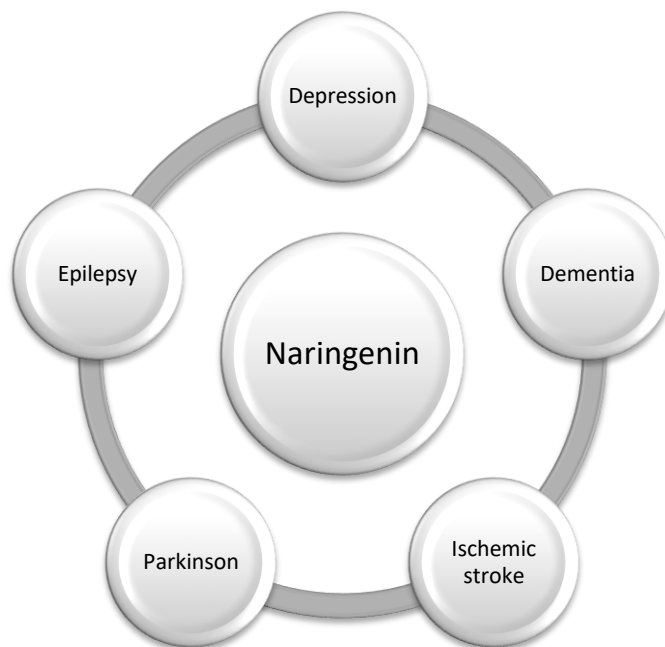 Depression
Epilepsy
Dementia
Naringenin
Parkinson
Ischemic
stroke